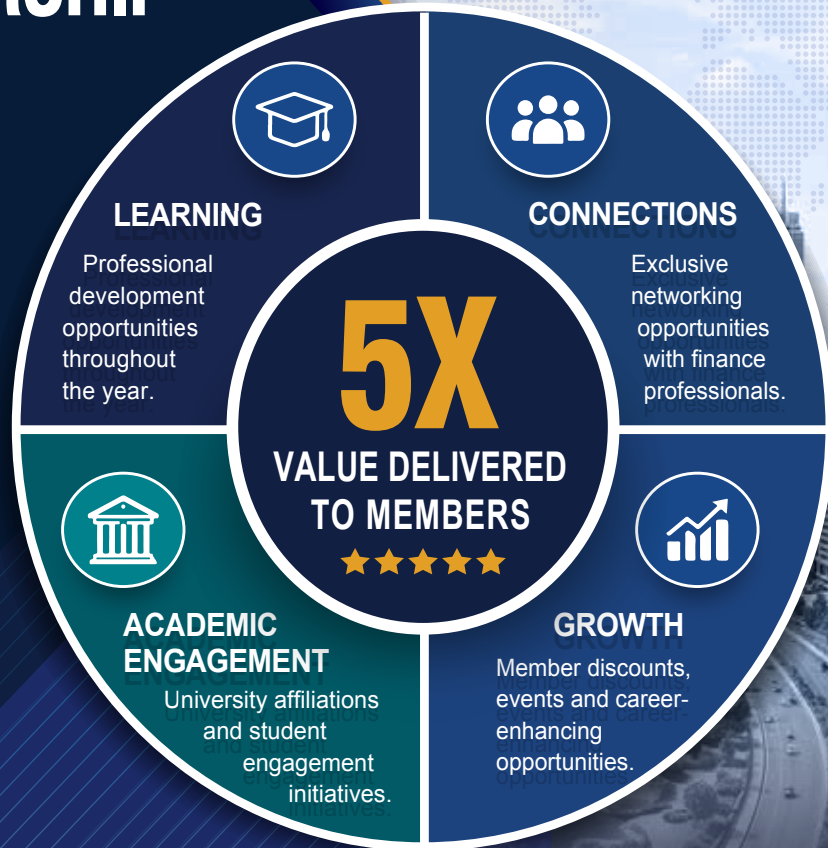 LEARNING
Professional
development
opportunities
throughout
the year.
CONNECTIONS
Exclusive
networking
opportunities
with finance
professionals.
5X
VALUE DELIVERED
TO MEMBERS
ACADEMIC
ENGAGEMENT
University affiliations
and student
engagement
initiatives.
GROWTH
Member discounts,
events and career-
enhancing
opportunities.